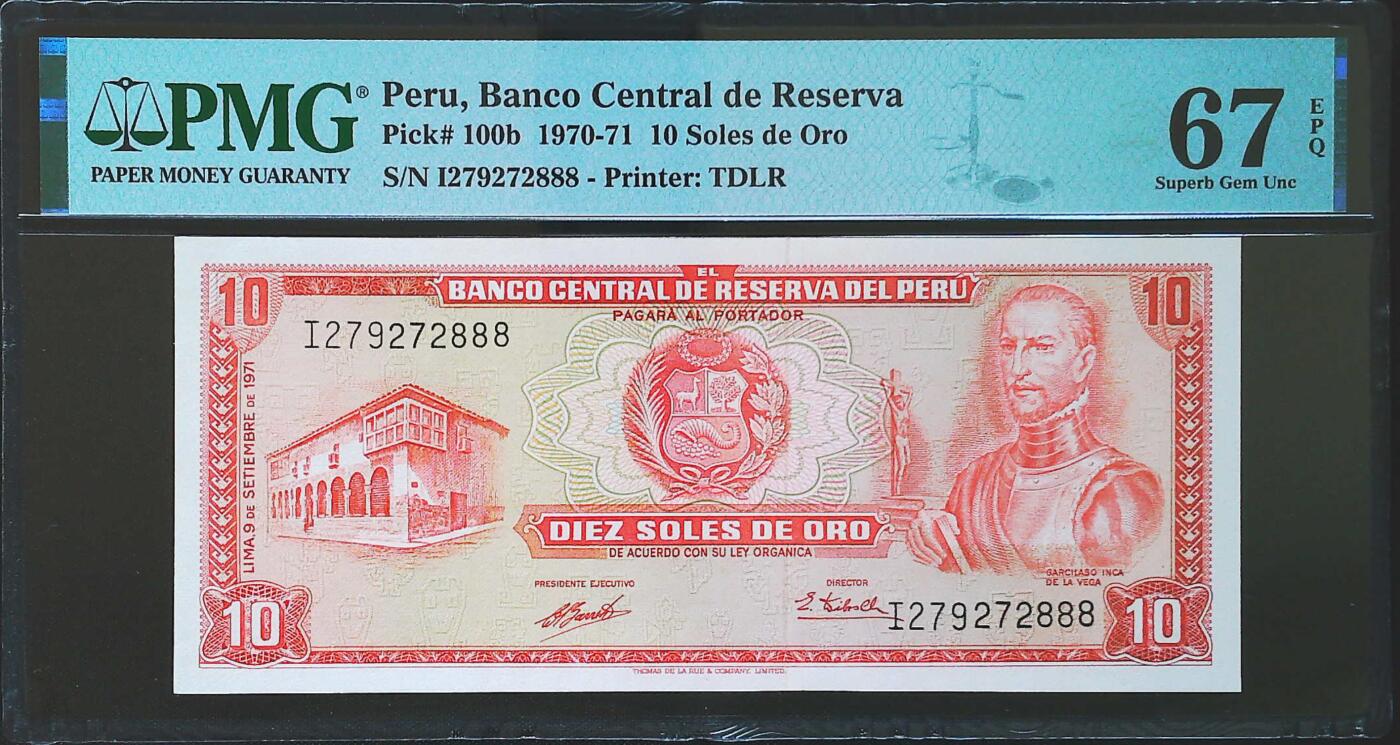 PMG®
PAPER MONEY GUARANTY
Peru, Banco Central de Reserva
Pick# 100b 1970-71 10 Soles de Oro
S/N I279272888 - Printer: TDLR
67
EPQ
Superb Gem Unc
EL
BANCO CENTRAL DE RESERVA DEL PERÚ
PAGARÁ AL PORTADOR
10
10
I279272888
LIMA, 9 DE SETIEMBRE DE 1971
DIEZ SOLES DE ORO
DE ACUERDO CON SU LEY ORGANICA
PRESIDENTE EJECUTIVO
DIRECTOR
GARCILASO INCA
DE LA VEGA
I279272888
10
10
THOMAS DE LA RUE & COMPANY, LIMITED.